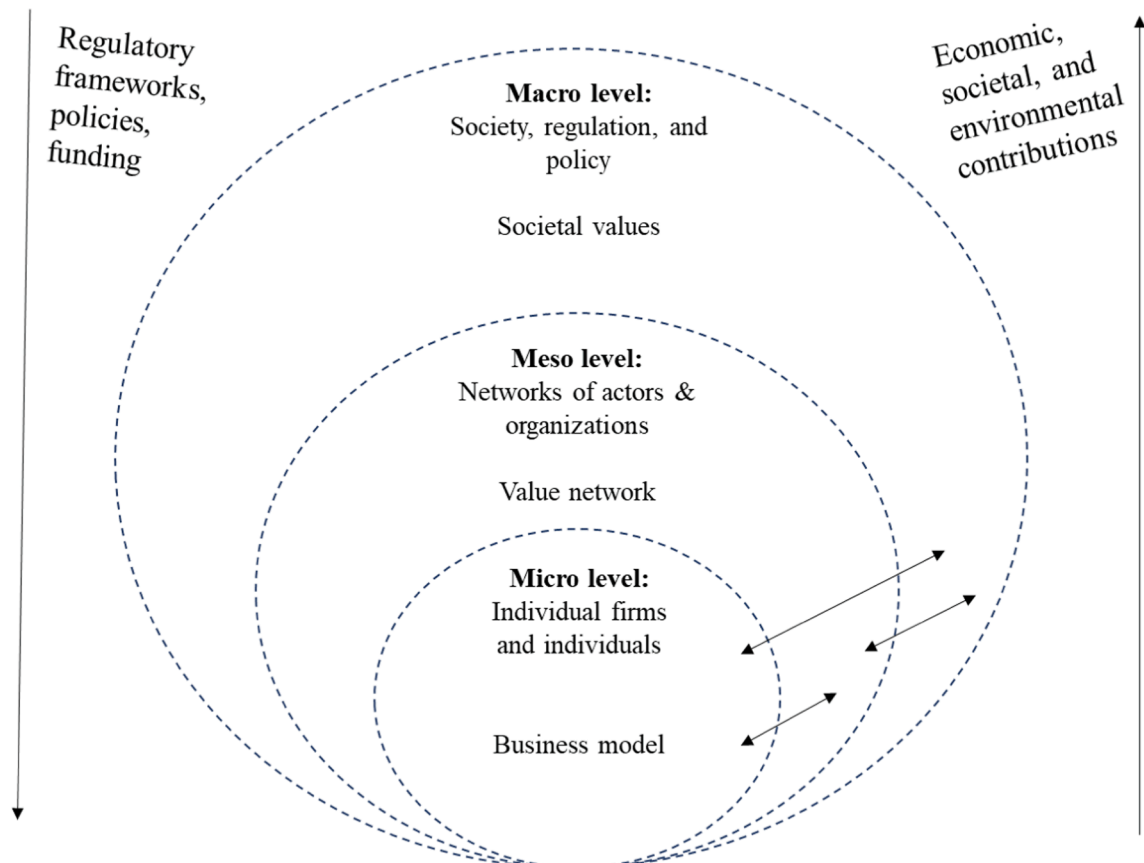 Regulatory
frameworks,
policies,
funding
Economic,
societal, and
environmental
contributions
Macro level:
Society, regulation, and
policy
Societal values
Meso level:
Networks of actors &
organizations
Value network
Micro level:
Individual firms
and individuals
Business model